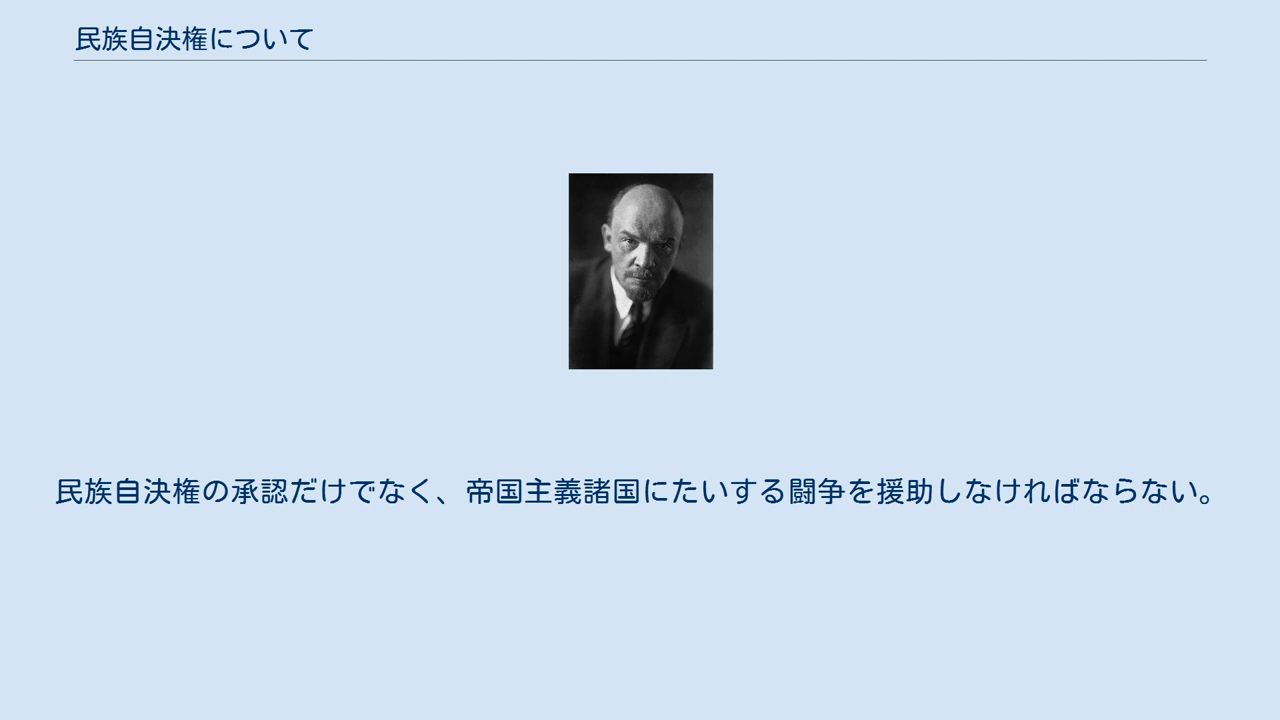 民族自決権について
民族自決権の承認だけでなく、帝国主義諸国にたいする闘争を援助しなければならない。